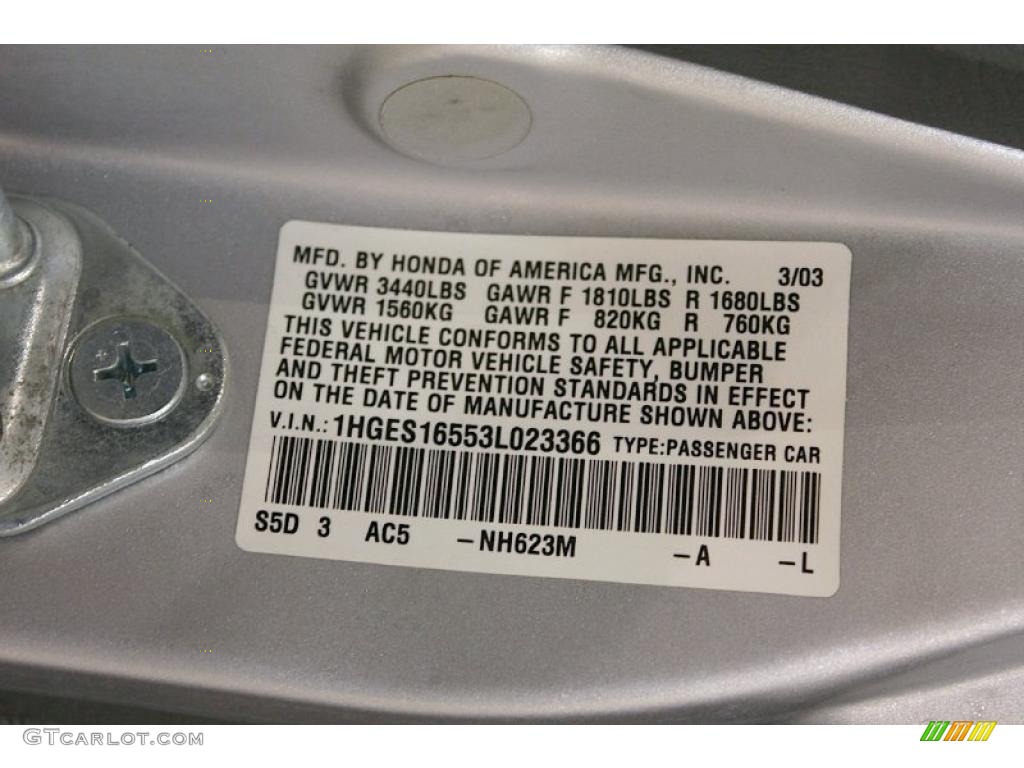 MFD. BY HONDA OF AMERICA MFG., INC. 3/03
GVWR 3440LBS GAWR F 1810LBS R 1680LBS
GVWR 1560KG GAWR F 820KG R 760KG
THIS VEHICLE CONFORMS TO ALL APPLICABLE
FEDERAL MOTOR VEHICLE SAFETY, BUMPER
AND THEFT PREVENTION STANDARDS IN EFFECT
ON THE DATE OF MANUFACTURE SHOWN ABOVE:
V.I.N.: 1HGES16553L023366 TYPE:PASSENGER CAR
S5D 3 AC5 -NH623M -A -L
GTCARLOT.COM